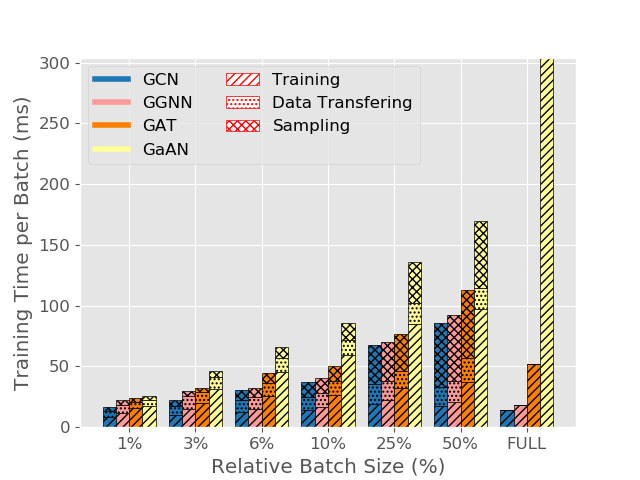 300
250
200
150
100
50
0
Training Time per Batch (ms)
GCN
GGNN
GAT
GaAN
Training
Data Transfering
Sampling
1% 3% 6% 10% 25% 50% FULL
Relative Batch Size (%)